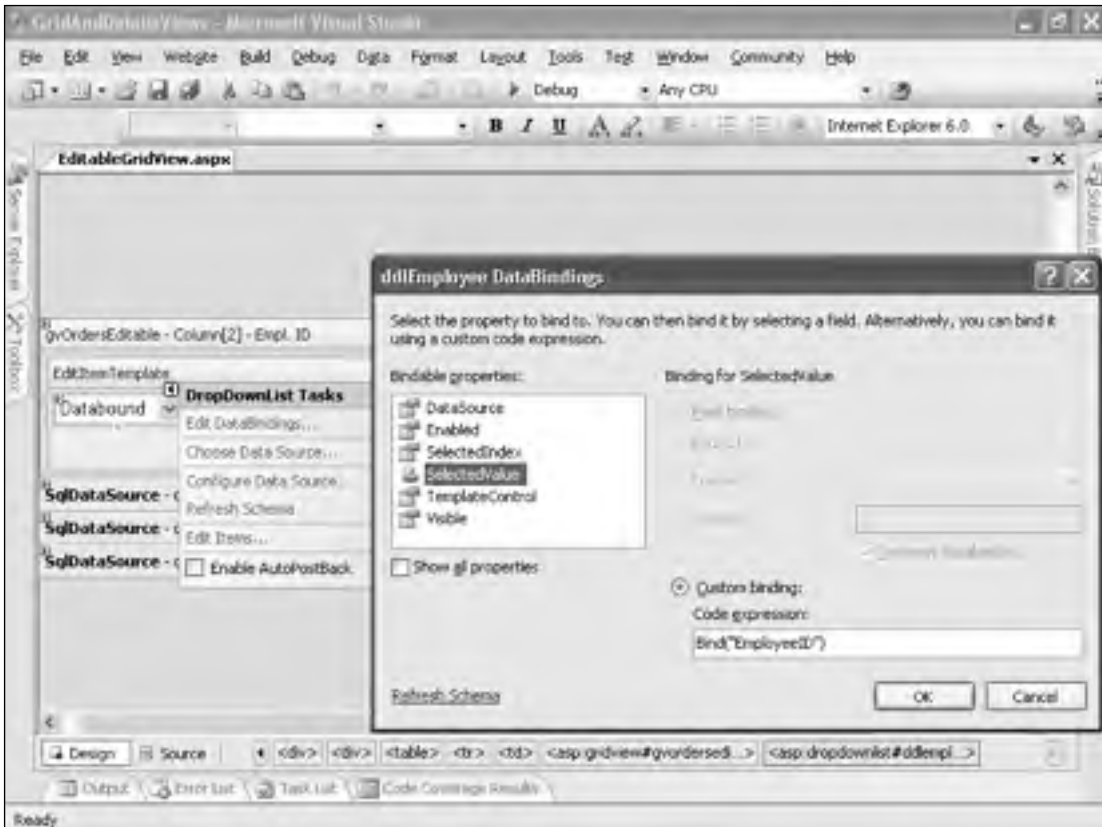 GridAndDetailsViews - Microsoft Visual Studio
File Edit View Website Build Debug Data Format Layout Tools Test Window Community Help
Debug Any CPU
B I U A Internet Explorer 6.0
EditableGridView.aspx
Server Explorer
Toolbox
Solution E
gvOrdersEditable - Column[2] - Empl. ID
EditItemTemplate
Databound
DropDownList Tasks
Edit DataBindings...
Choose Data Source...
Configure Data Source...
Refresh Schema
Edit Items...
Enable AutoPostBack
SqlDataSource -
SqlDataSource -
SqlDataSource -
ddlEmployee DataBindings
Select the property to bind to. You can then bind it by selecting a field. Alternatively, you can bind it
using a custom code expression.
Bindable properties:
DataSource
Enabled
SelectedIndex
SelectedValue
TemplateControl
Visible
Show all properties
Binding for SelectedValue
Custom binding:
Code expression:
Bind("EmployeeID")
Refresh Schema
OK Cancel
Design Source <div> <div> <table> <tr> <td> <asp:gridview#gvordersedi...> <asp:dropdownlist#ddlempl...>
Output Error List Task List Code Coverage Results
Ready